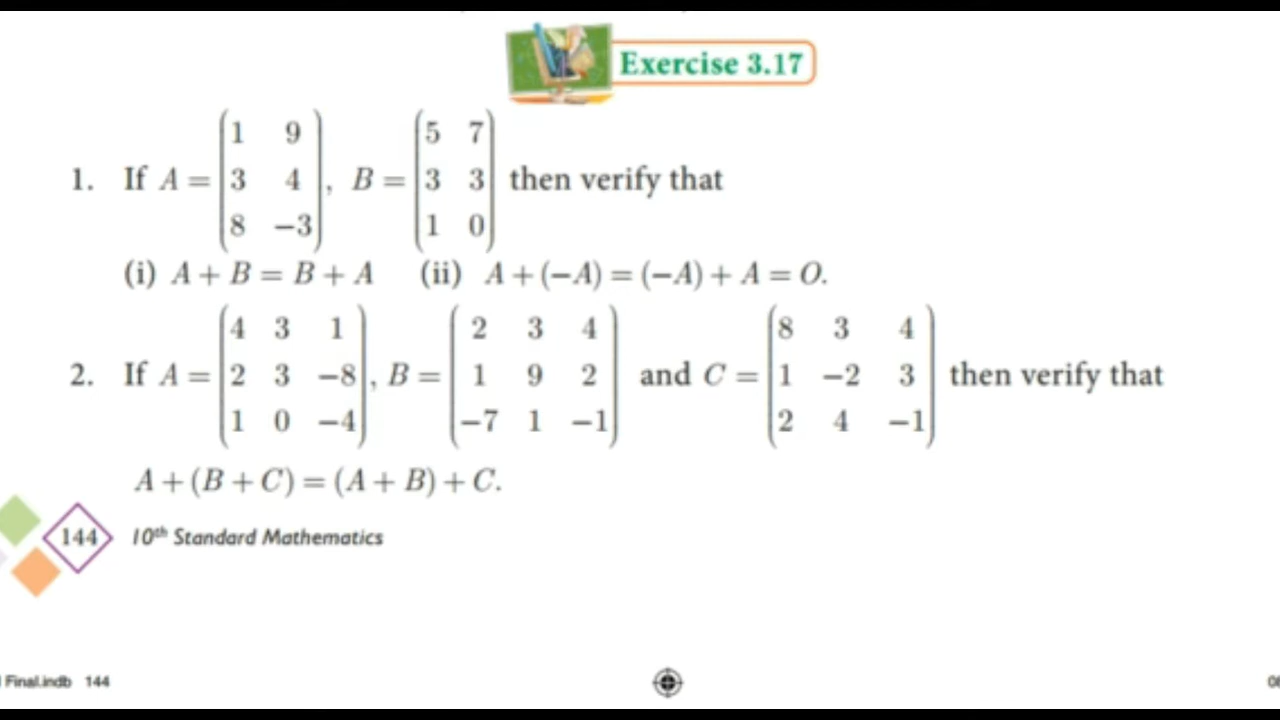 Exercise 3.17
1. If A = (1 9; 3 4; 8 −3), B = (5 7; 3 3; 1 0) then verify that
(i) A + B = B + A (ii) A + (−A) = (−A) + A = O.
2. If A = (4 3 1; 2 3 −8; 1 0 −4), B = (2 3 4; 1 9 2; −7 1 −1) and C = (8 3 4; 1 −2 3; 2 4 −1) then verify that
A + (B + C) = (A + B) + C.
144 10th Standard Mathematics
Final.indb 144